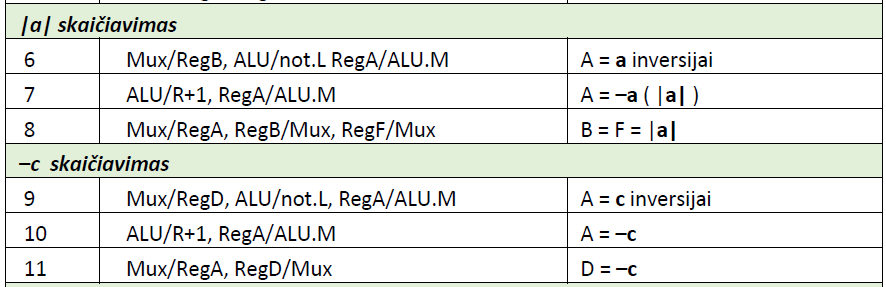 |a| skaičiavimas
6 Mux/RegB, ALU/not.L RegA/ALU.M A = a inversijai
7 ALU/R+1, RegA/ALU.M A = –a ( |a| )
8 Mux/RegA, RegB/Mux, RegF/Mux B = F = |a|
–c skaičiavimas
9 Mux/RegD, ALU/not.L, RegA/ALU.M A = c inversijai
10 ALU/R+1, RegA/ALU.M A = –c
11 Mux/RegA, RegD/Mux D = –c